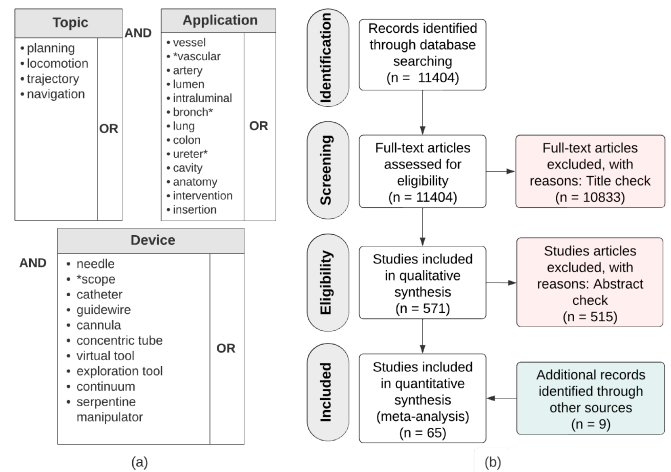 Topic
• planning
• locomotion
• trajectory
• navigation
OR
AND
Application
• vessel
• *vascular
• artery
• lumen
• intraluminal
• bronch*
• lung
• colon
• ureter*
• cavity
• anatomy
• intervention
• insertion
OR
AND
Device
• needle
• *scope
• catheter
• guidewire
• cannula
• concentric tube
• virtual tool
• exploration tool
• continuum
• serpentine
manipulator
OR
(a)
Identification
Records identified
through database
searching
(n = 11404)
Screening
Full-text articles
assessed for
eligibility
(n = 11404)
Full-text articles
excluded, with
reasons: Title check
(n = 10833)
Eligibility
Studies included
in qualitative
synthesis
(n = 571)
Studies articles
excluded, with
reasons: Abstract
check
(n = 515)
Included
Studies included
in quantitative
synthesis
(meta-analysis)
(n = 65)
Additional records
identified through
other sources
(n = 9)
(b)